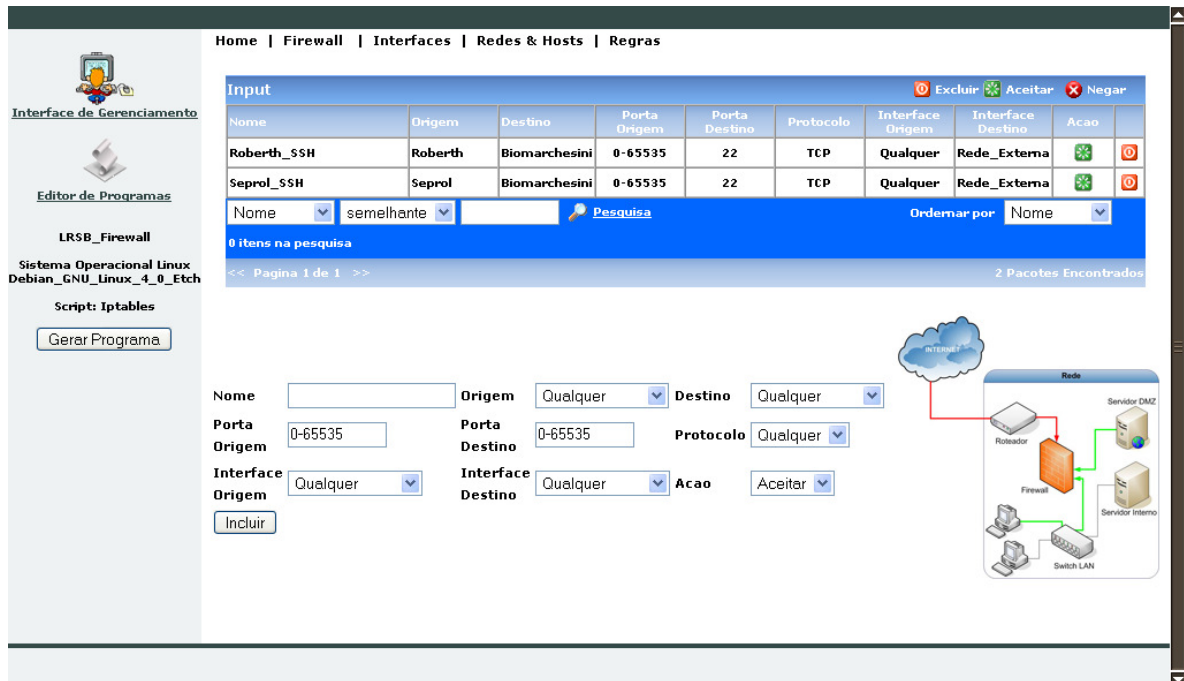 Home | Firewall | Interfaces | Redes & Hosts | Regras
Interface de Gerenciamento
Editor de Programas
LRSB_Firewall
Sistema Operacional Linux
Debian_GNU_Linux_4_0_Etch
Script: Iptables
Gerar Programa
Input Excluir Aceitar Negar
Nome Origem Destino Porta Origem Porta Destino Protocolo Interface Origem Interface Destino Acao
Roberth_SSH Roberth Biomarchesini 0-65535 22 TCP Qualquer Rede_Externa
Seprol_SSH Seprol Biomarchesini 0-65535 22 TCP Qualquer Rede_Externa
Nome semelhante Pesquisa Ordernar por Nome
0 itens na pesquisa
<< Pagina 1 de 1 >> 2 Pacotes Encontrados
Nome Origem Qualquer Destino Qualquer
Porta Origem 0-65535 Porta Destino 0-65535 Protocolo Qualquer
Interface Origem Qualquer Interface Destino Qualquer Acao Aceitar
Incluir
INTERNET
Rede
Servidor DMZ
Roteador
Firewall
Servidor Interno
Switch LAN